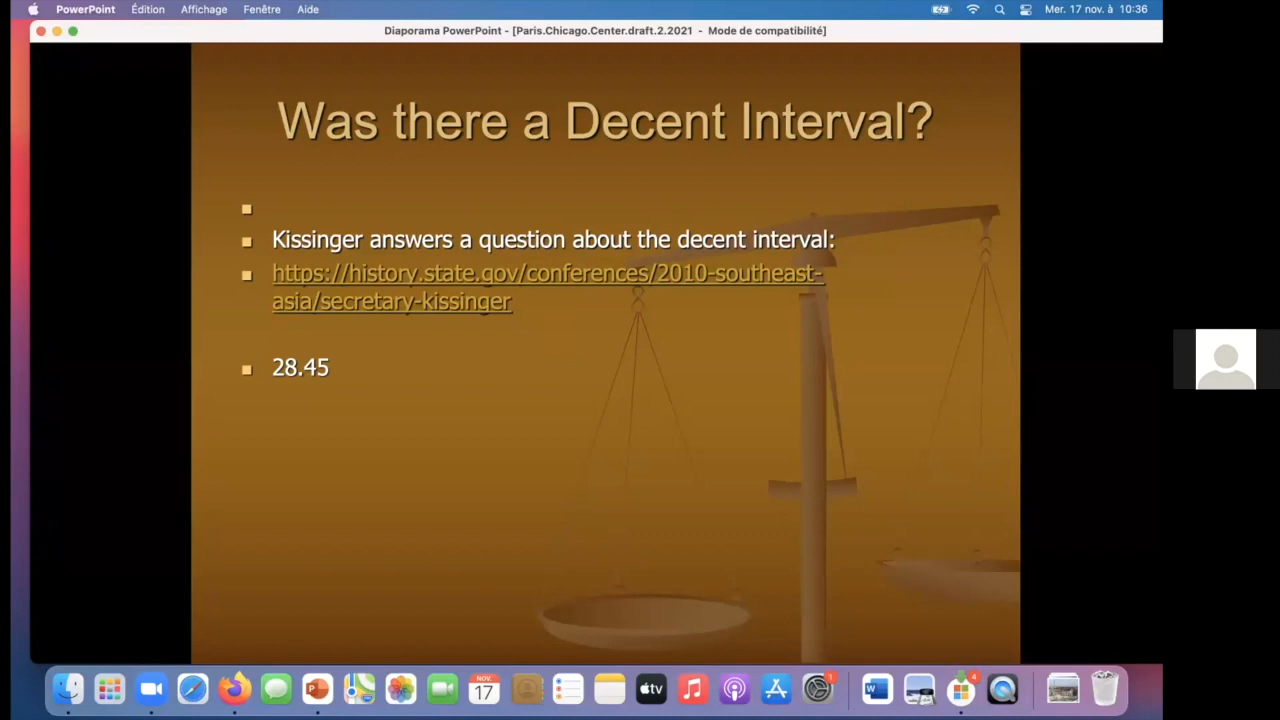 PowerPoint Édition Affichage Fenêtre Aide Mer. 17 nov. à 10:36
Diaporama PowerPoint - [Paris.Chicago.Center.draft.2.2021 - Mode de compatibilité]
Was there a Decent Interval?
Kissinger answers a question about the decent interval:
https://history.state.gov/conferences/2010-southeast-
asia/secretary-kissinger
28.45
NOV.
17
tv
1
W
4